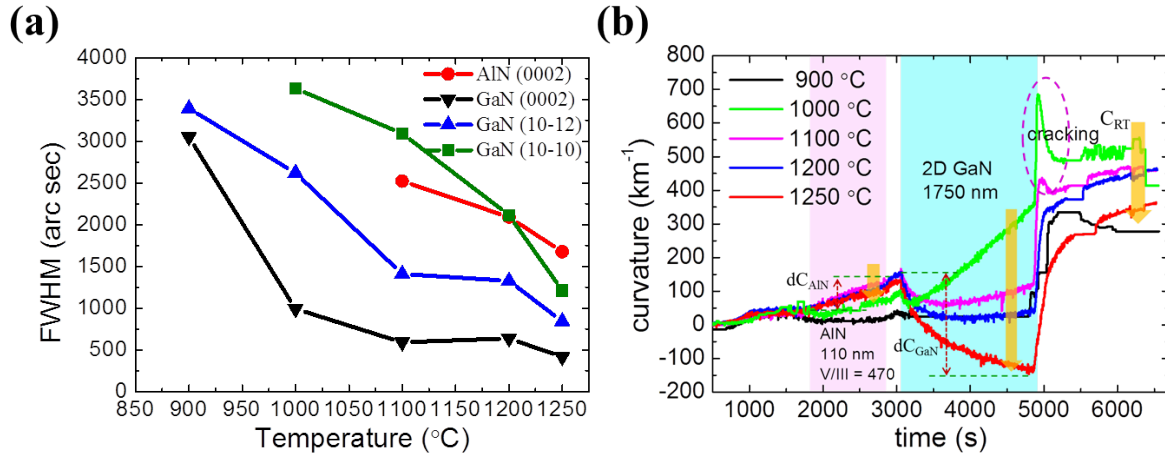 (a)
4000
3500
3000
2500
2000
1500
1000
500
0
FWHM (arc sec)
AlN (0002)
GaN (0002)
GaN (10-12)
GaN (10-10)
850 900 950 1000 1050 1100 1150 1200 1250
Temperature (°C)
(b)
800
700
600
500
400
300
200
100
0
-100
-200
curvature (km⁻¹)
900 °C
1000 °C
1100 °C
1200 °C
1250 °C
2D GaN
1750 nm
cracking
C_RT
dC_AlN
dC_GaN
AlN
110 nm
V/III = 470
1000 2000 3000 4000 5000 6000
time (s)